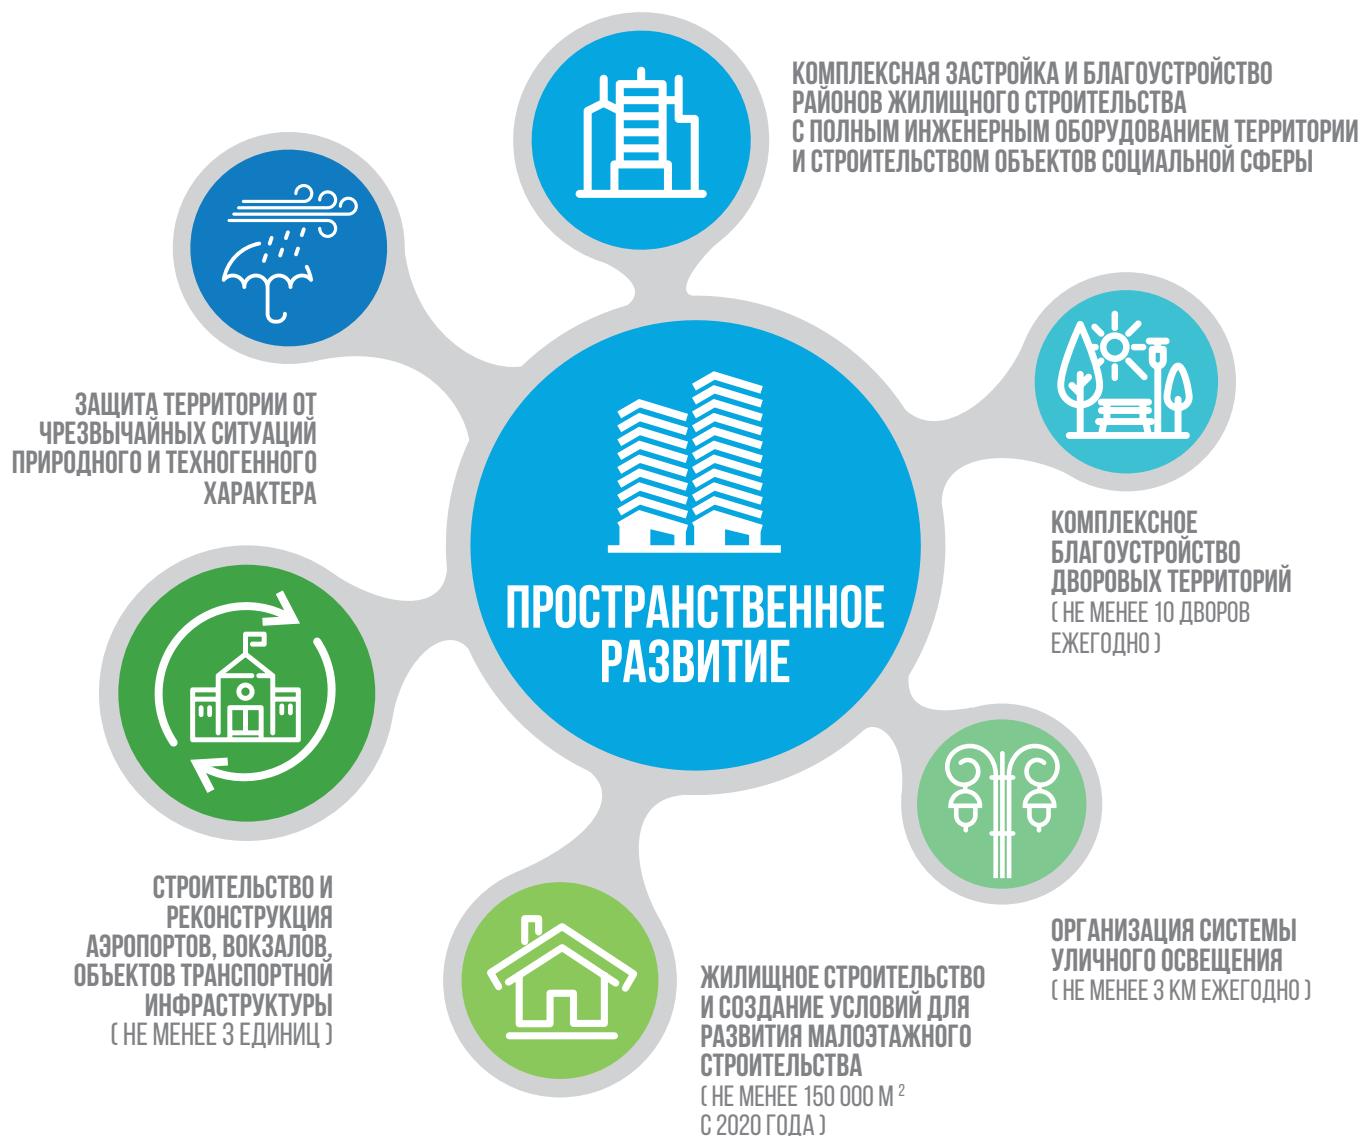 КОМПЛЕКСНАЯ ЗАСТРОЙКА И БЛАГОУСТРОЙСТВО
РАЙОНОВ ЖИЛИЩНОГО СТРОИТЕЛЬСТВА
С ПОЛНЫМ ИНЖЕНЕРНЫМ ОБОРУДОВАНИЕМ ТЕРРИТОРИИ
И СТРОИТЕЛЬСТВОМ ОБЪЕКТОВ СОЦИАЛЬНОЙ СФЕРЫ
ЗАЩИТА ТЕРРИТОРИИ ОТ
ЧРЕЗВЫЧАЙНЫХ СИТУАЦИЙ
ПРИРОДНОГО И ТЕХНОГЕННОГО
ХАРАКТЕРА
КОМПЛЕКСНОЕ
БЛАГОУСТРОЙСТВО
ДВОРОВЫХ ТЕРРИТОРИЙ
( НЕ МЕНЕЕ 10 ДВОРОВ
ЕЖЕГОДНО )
ПРОСТРАНСТВЕННОЕ
РАЗВИТИЕ
СТРОИТЕЛЬСТВО И
РЕКОНСТРУКЦИЯ
АЭРОПОРТОВ, ВОКЗАЛОВ,
ОБЪЕКТОВ ТРАНСПОРТНОЙ
ИНФРАСТРУКТУРЫ
( НЕ МЕНЕЕ 3 ЕДИНИЦ )
ОРГАНИЗАЦИЯ СИСТЕМЫ
УЛИЧНОГО ОСВЕЩЕНИЯ
( НЕ МЕНЕЕ 3 КМ ЕЖЕГОДНО )
ЖИЛИЩНОЕ СТРОИТЕЛЬСТВО
И СОЗДАНИЕ УСЛОВИЙ ДЛЯ
РАЗВИТИЯ МАЛОЭТАЖНОГО
СТРОИТЕЛЬСТВА
( НЕ МЕНЕЕ 150 000 М ²
С 2020 ГОДА )